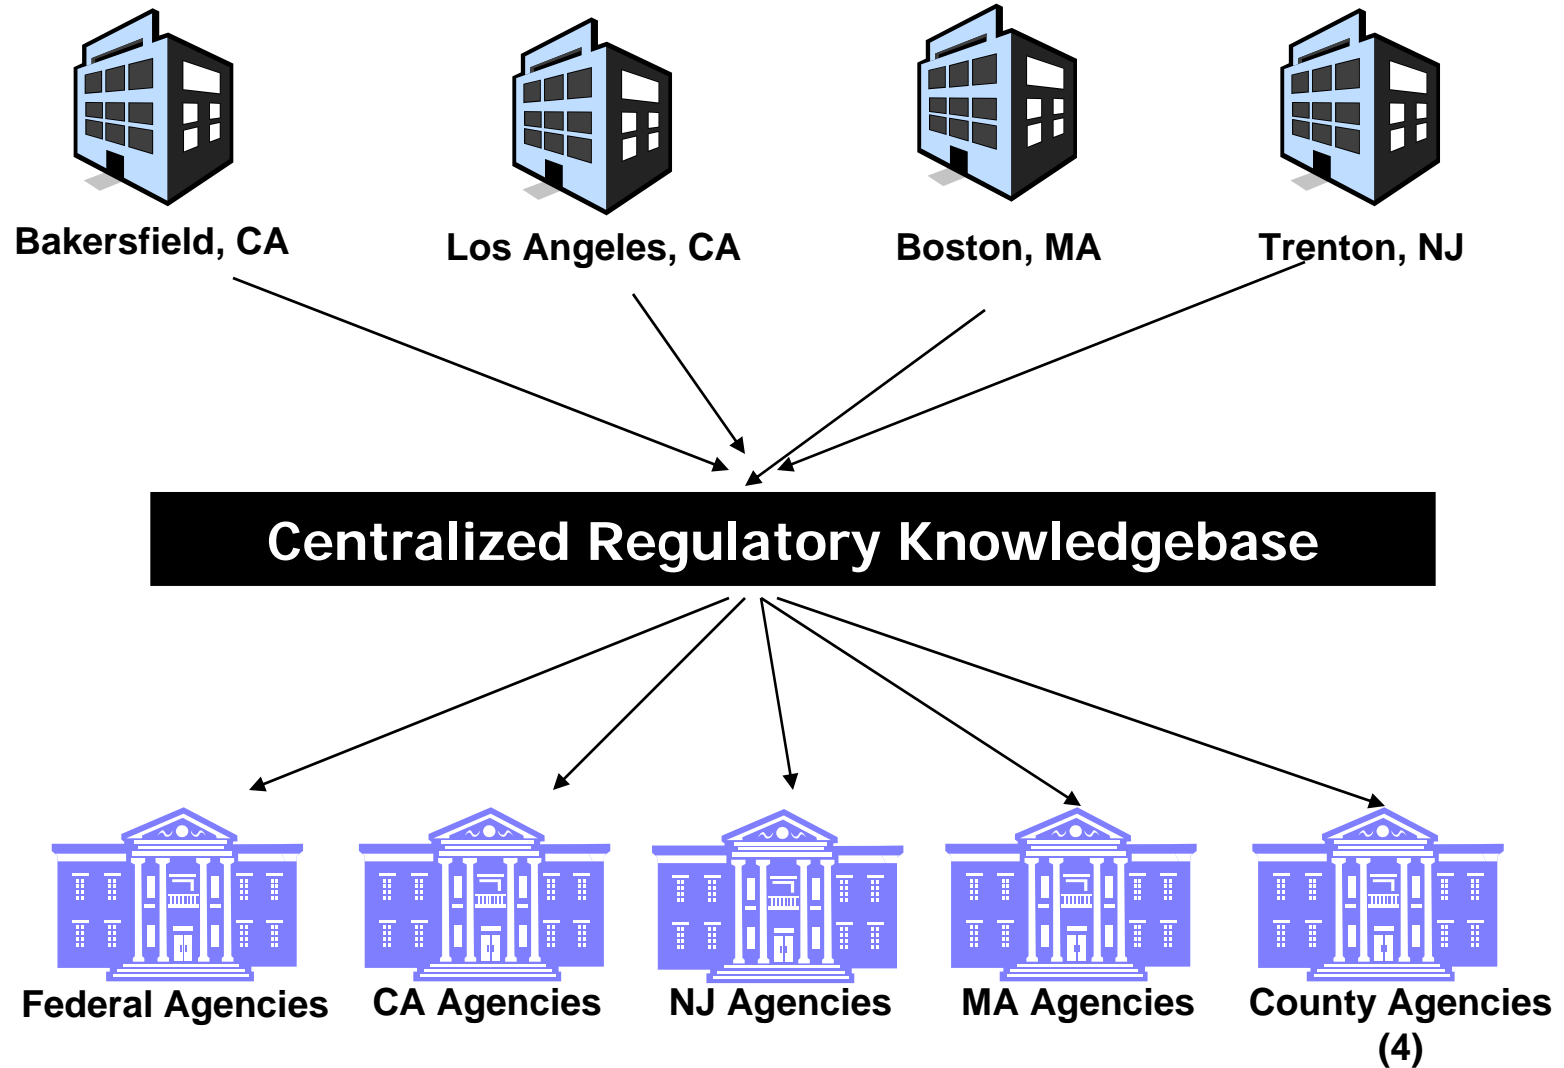 Bakersfield, CA
Los Angeles, CA
Boston, MA
Trenton, NJ
Centralized Regulatory Knowledgebase
Federal Agencies
CA Agencies
NJ Agencies
MA Agencies
County Agencies
(4)